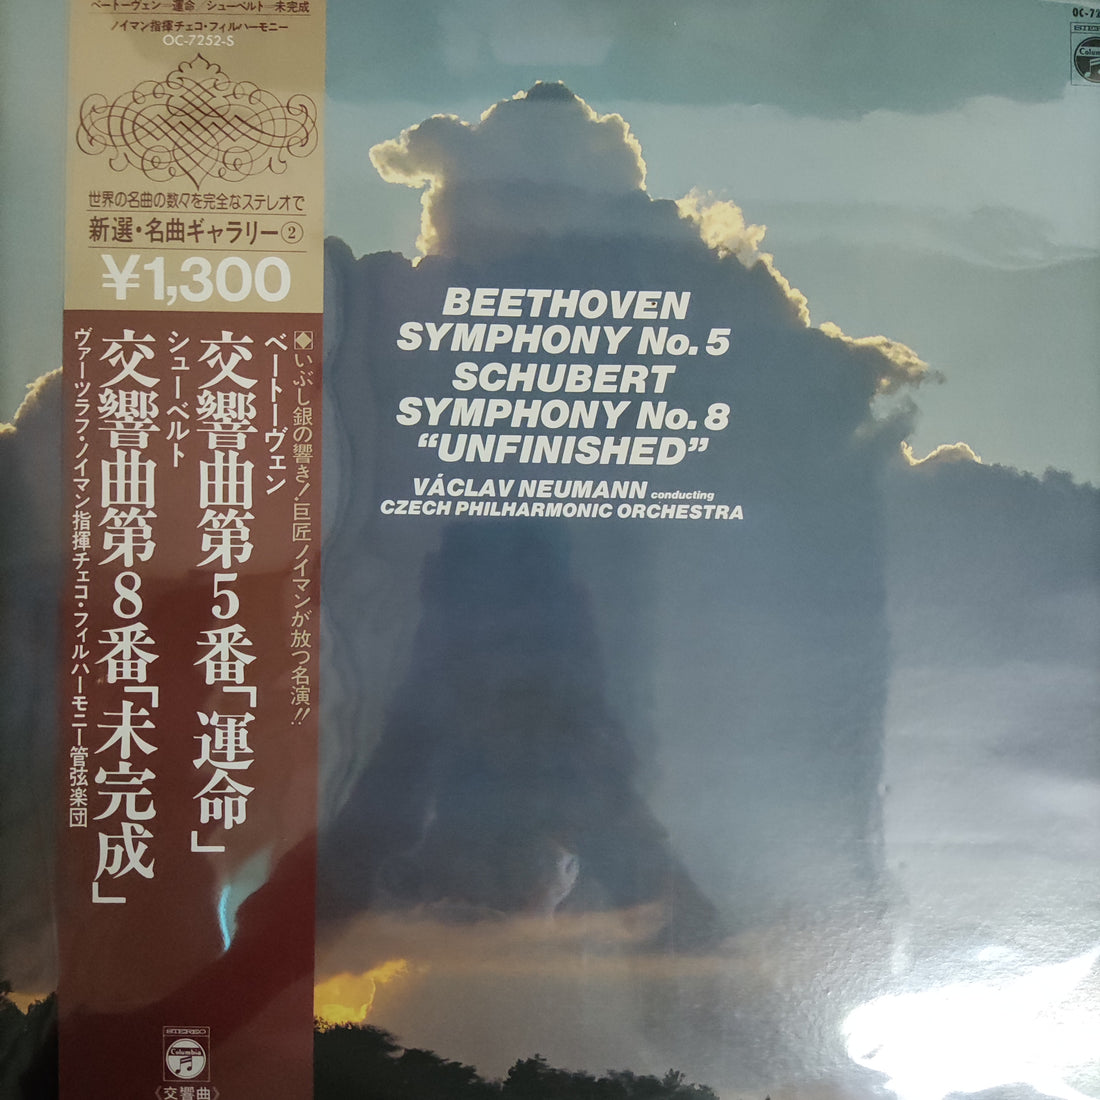 ベートーヴェン=運命/シューベルト=未完成
ノイマン指揮チェコ・フィルハーモニー
OC-7252-S
世界の名曲の数々を完全なステレオで
新選・名曲ギャラリー②
¥1,300
◆いぶし銀の響き!巨匠ノイマンが放つ名演!!
ベートーヴェン
交響曲第5番「運命」
シューベルト
交響曲第8番「未完成」
ヴァーツラフ・ノイマン指揮チェコ・フィルハーモニー管弦楽団
STEREO
Columbia
《交響曲》
BEETHOVEN
SYMPHONY No. 5
SCHUBERT
SYMPHONY No. 8
“UNFINISHED”
VÁCLAV NEUMANN conducting
CZECH PHILHARMONIC ORCHESTRA